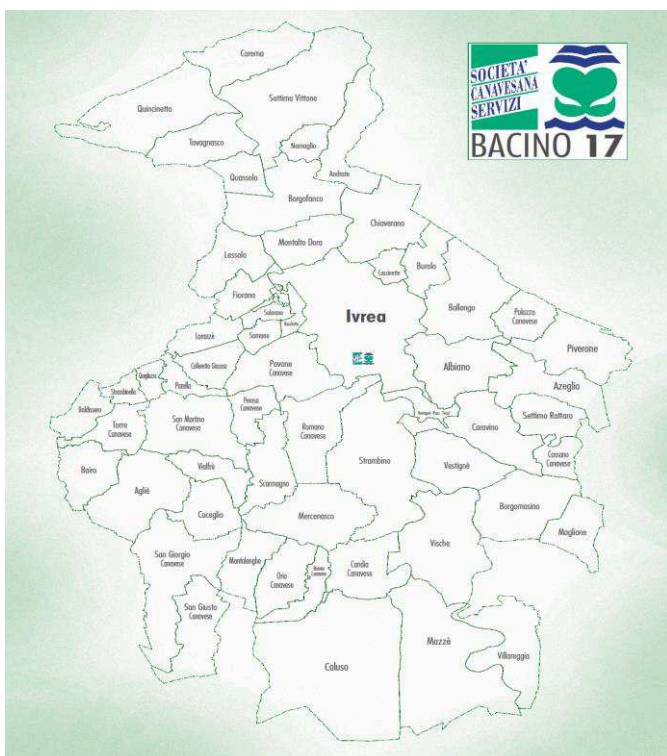 SOCIETA'
CANAVESANA
SERVIZI
BACINO 17
Carema
Quincinetto
Settimo Vittone
Tavagnasco
Nomaglio
Quassolo
Andrate
Borgofranco
Chiaverano
Montalto Dora
Lessolo
Cascinette
Burolo
Fiorano
Bollengo
Salerano
Banchette
Palazzo
Canavese
Ivrea
Loranzè
Samone
Piverone
Colleretto Giacosa
Pavone
Canavese
Albiano
Azeglio
Quagliuzzo
Strambinello
Parella
Baldissero
Perosa
Canavese
Settimo Rottaro
Torre
Canavese
San Martino
Canavese
Romano
Canavese
Caravino
Strambino
Cossano
Canavese
Bairo
Vialfrè
Vestignè
Agliè
Scarmagno
Cuceglio
Mercenasco
Borgomasino
Maglione
Vische
San Giorgio
Canavese
Montalenghe
Orio
Canavese
Candia
Canavese
San Giusto
Canavese
Mazzè
Caluso
Villareggia